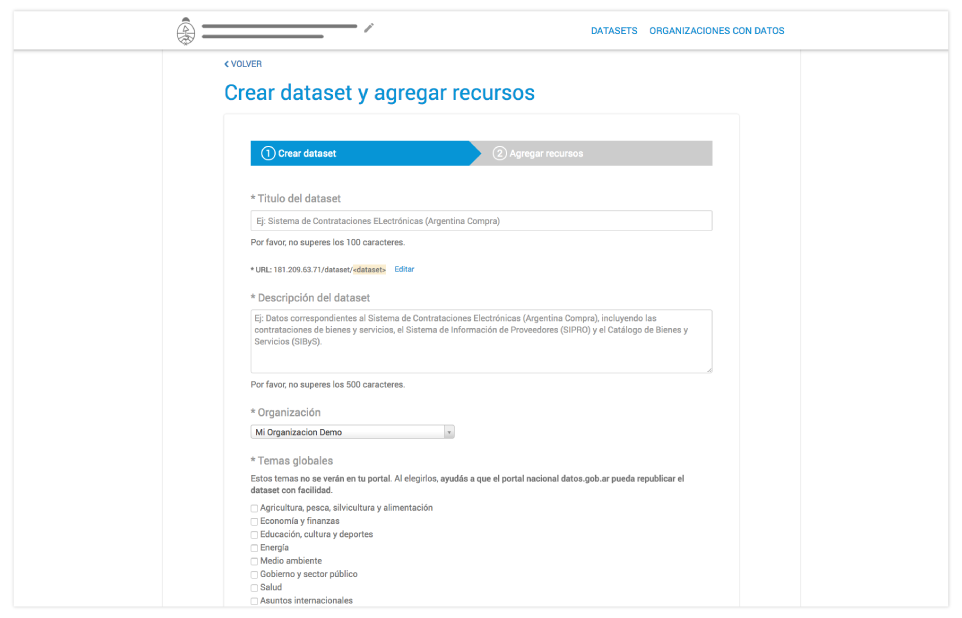 DATASETS ORGANIZACIONES CON DATOS
VOLVER
Crear dataset y agregar recursos
1 Crear dataset
2 Agregar recursos
* Titulo del dataset
Ej: Sistema de Contrataciones ELectrónicas (Argentina Compra)
Por favor, no superes los 100 caracteres.
* URL: 181.209.63.71/dataset/<dataset> Editar
* Descripción del dataset
Ej: Datos correspondientes al Sistema de Contrataciones Electrónicas (Argentina Compra), incluyendo las
contrataciones de bienes y servicios, el Sistema de Información de Proveedores (SIPRO) y el Catálogo de Bienes y
Servicios (SIByS).
Por favor, no superes los 500 caracteres.
* Organización
Mi Organizacion Demo
* Temas globales
Estos temas no se verán en tu portal. Al elegirlos, ayudás a que el portal nacional datos.gob.ar pueda republicar el
dataset con facilidad.
Agricultura, pesca, silvicultura y alimentación
Economía y finanzas
Educación, cultura y deportes
Energía
Medio ambiente
Gobierno y sector público
Salud
Asuntos internacionales